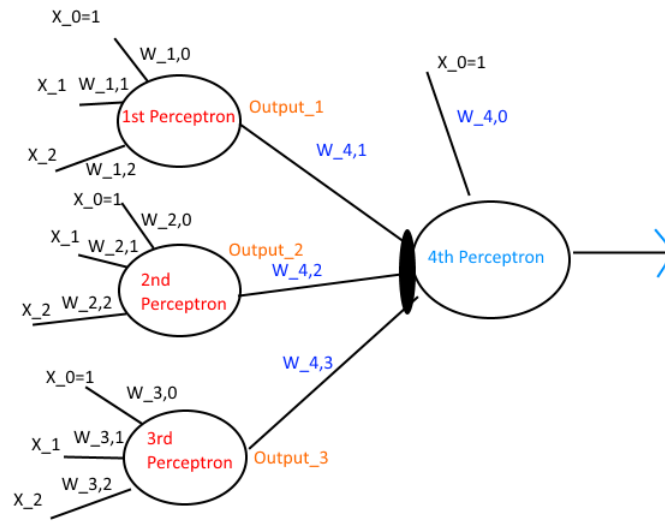 X_0=1
W_1,0
X_1
W_1,1
1st Perceptron
Output_1
X_2
W_1,2
W_4,1
X_0=1
W_4,0
X_0=1
W_2,0
X_1
W_2,1
Output_2
2nd
Perceptron
W_4,2
4th Perceptron
X_2
W_2,2
X_0=1
W_3,0
W_4,3
X_1
W_3,1
3rd
Perceptron
Output_3
X_2
W_3,2